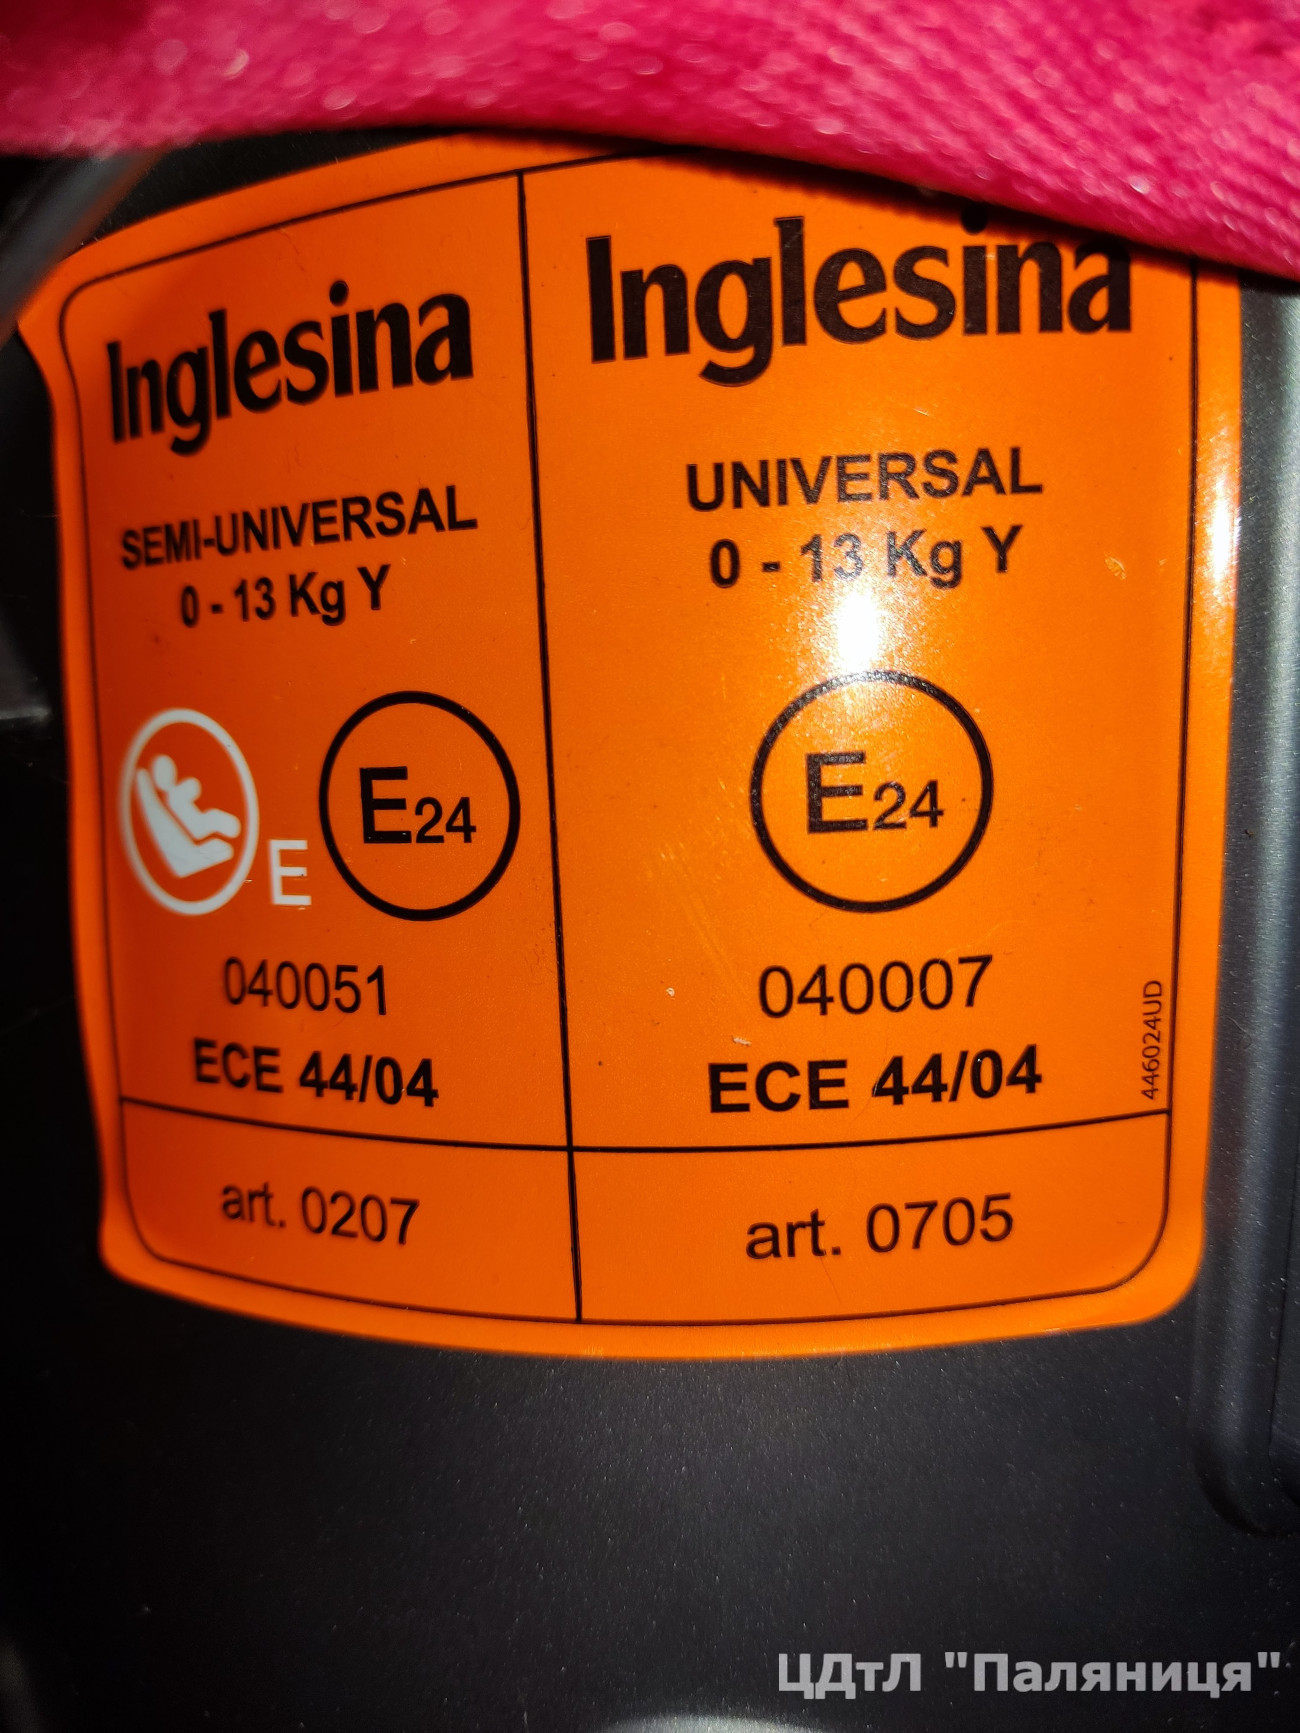 Inglesina
SEMI-UNIVERSAL
0 - 13 Kg Y
E
E24
040051
ECE 44/04
art. 0207
Inglesina
UNIVERSAL
0 - 13 Kg Y
E24
040007
ECE 44/04
446024UD
art. 0705
ЦДтЛ "Паляниця"